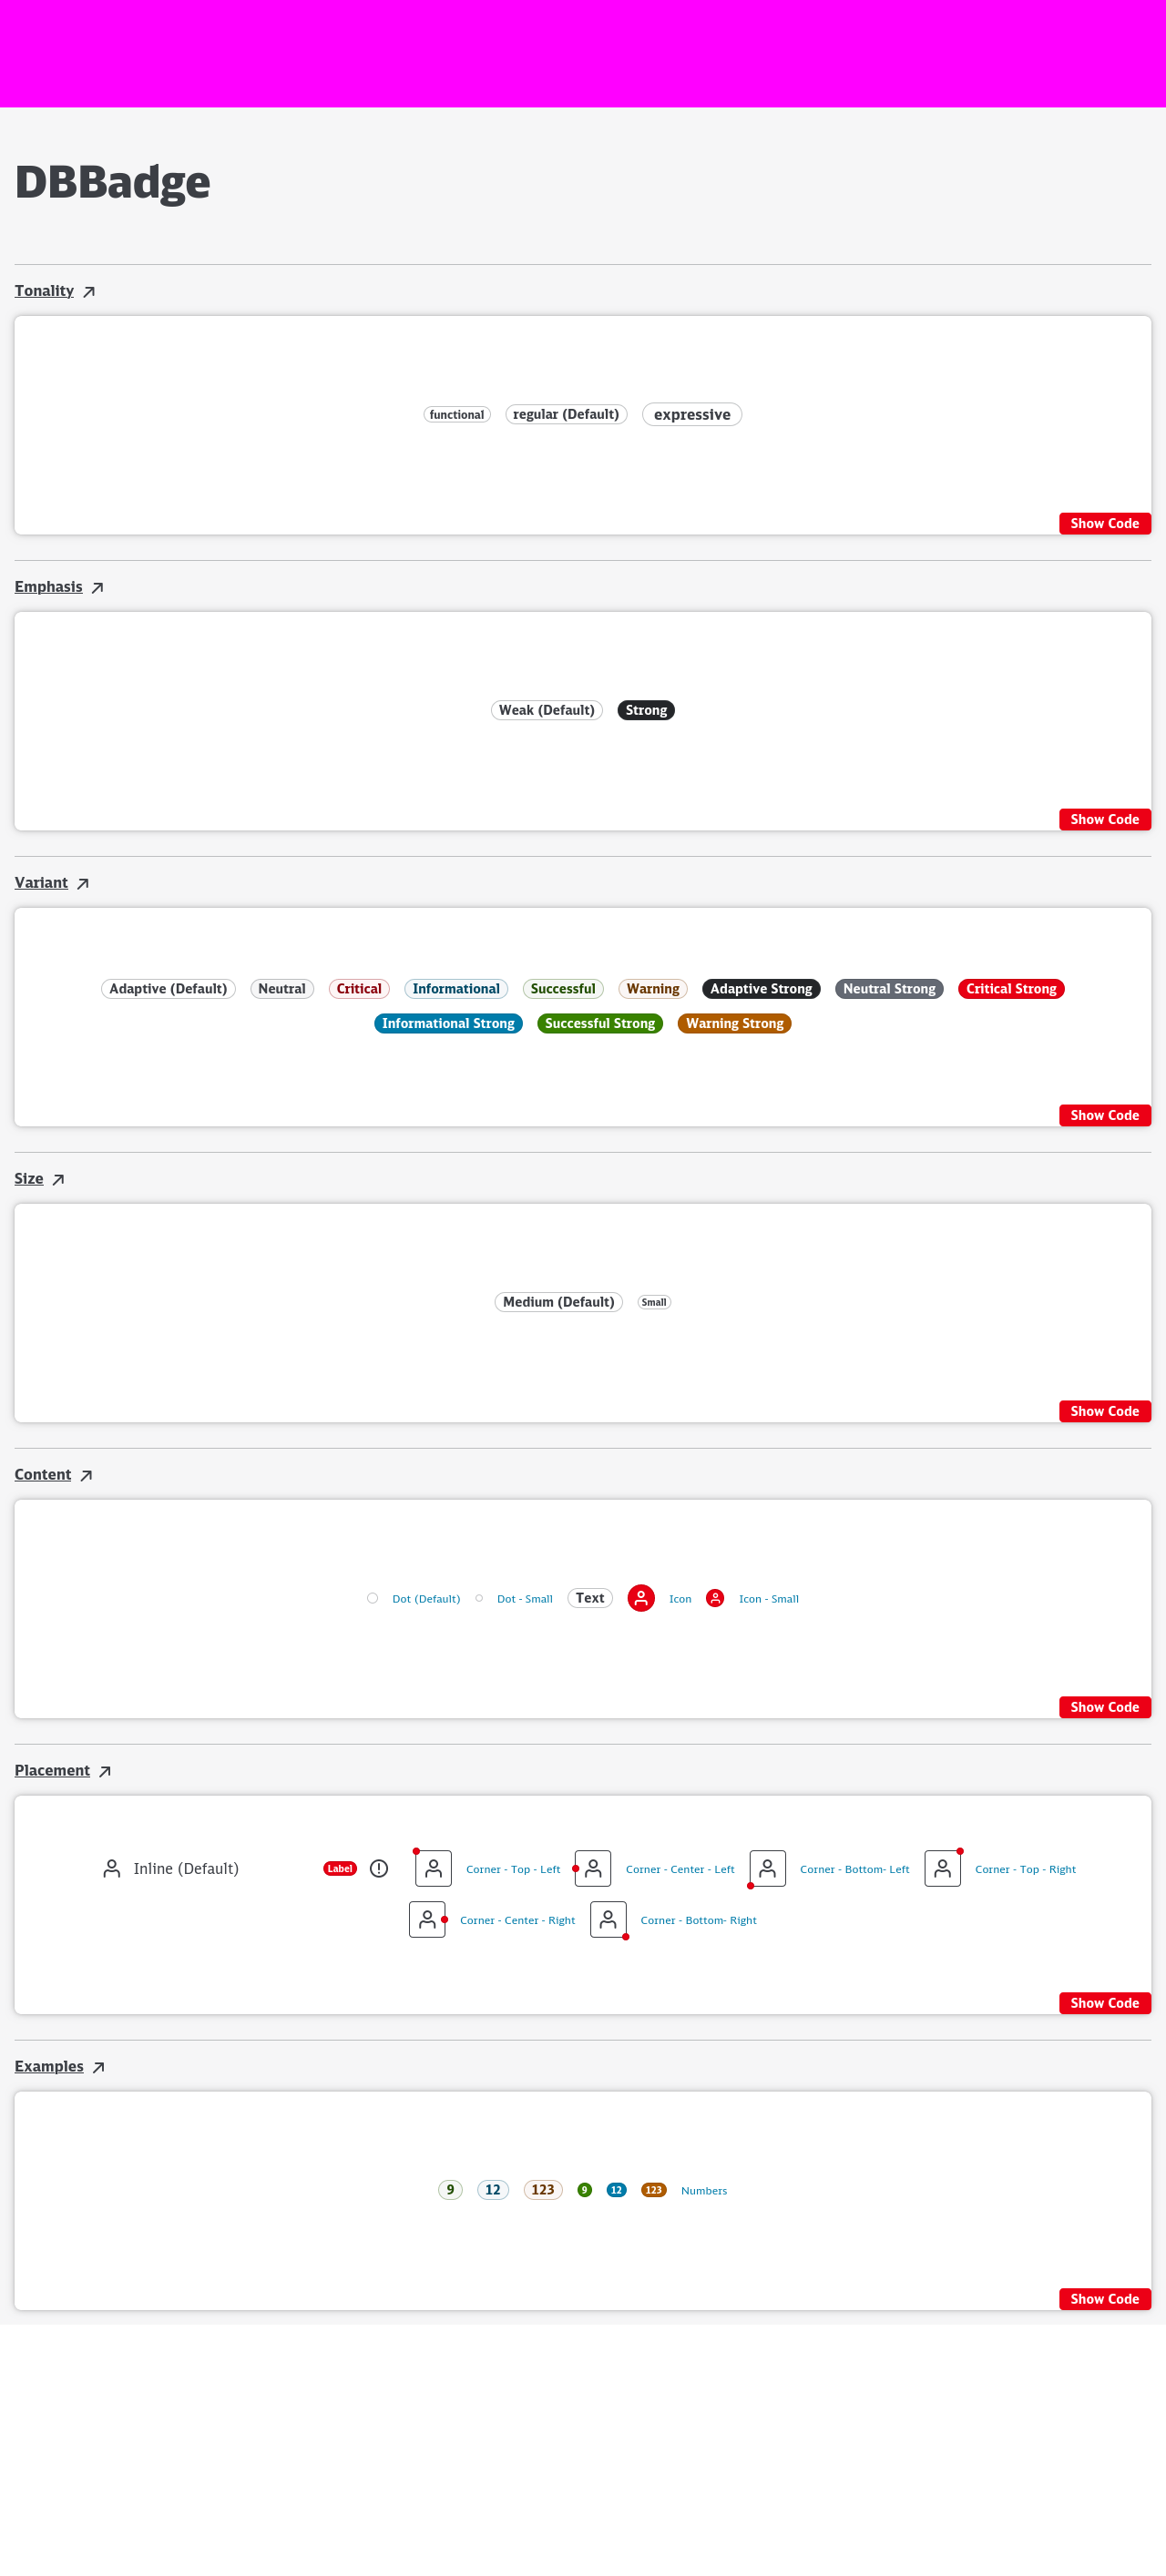 DBBadge
Tonality
functional regular (Default) expressive
Show Code
Emphasis
Weak (Default) Strong
Show Code
Variant
Adaptive (Default) Neutral Critical Informational Successful Warning Adaptive Strong Neutral Strong Critical Strong
Informational Strong Successful Strong Warning Strong
Show Code
Size
Medium (Default) Small
Show Code
Content
Dot (Default) Dot - Small Text Icon Icon - Small
Show Code
Placement
Inline (Default) Label Corner - Top - Left Corner - Center - Left Corner - Bottom- Left Corner - Top - Right
Corner - Center - Right Corner - Bottom- Right
Show Code
Examples
9 12 123 9 12 123 Numbers
Show Code